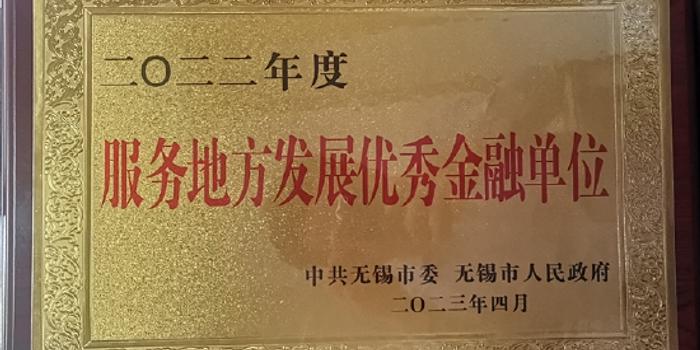 二〇二二年度
服务地方发展优秀金融单位
中共无锡市委 无锡市人民政府
二〇二三年四月